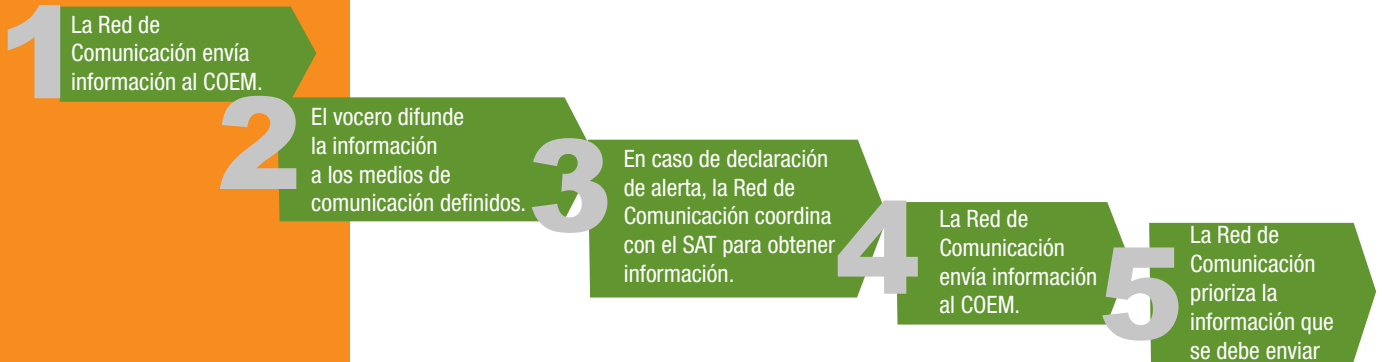 1
La Red de
Comunicación envía
información al COEM.
2
El vocero difunde
la información
a los medios de
comunicación definidos.
3
En caso de declaración
de alerta, la Red de
Comunicación coordina
con el SAT para obtener
información.
4
La Red de
Comunicación
envía información
al COEM.
5
La Red de
Comunicación
prioriza la
información que
se debe enviar